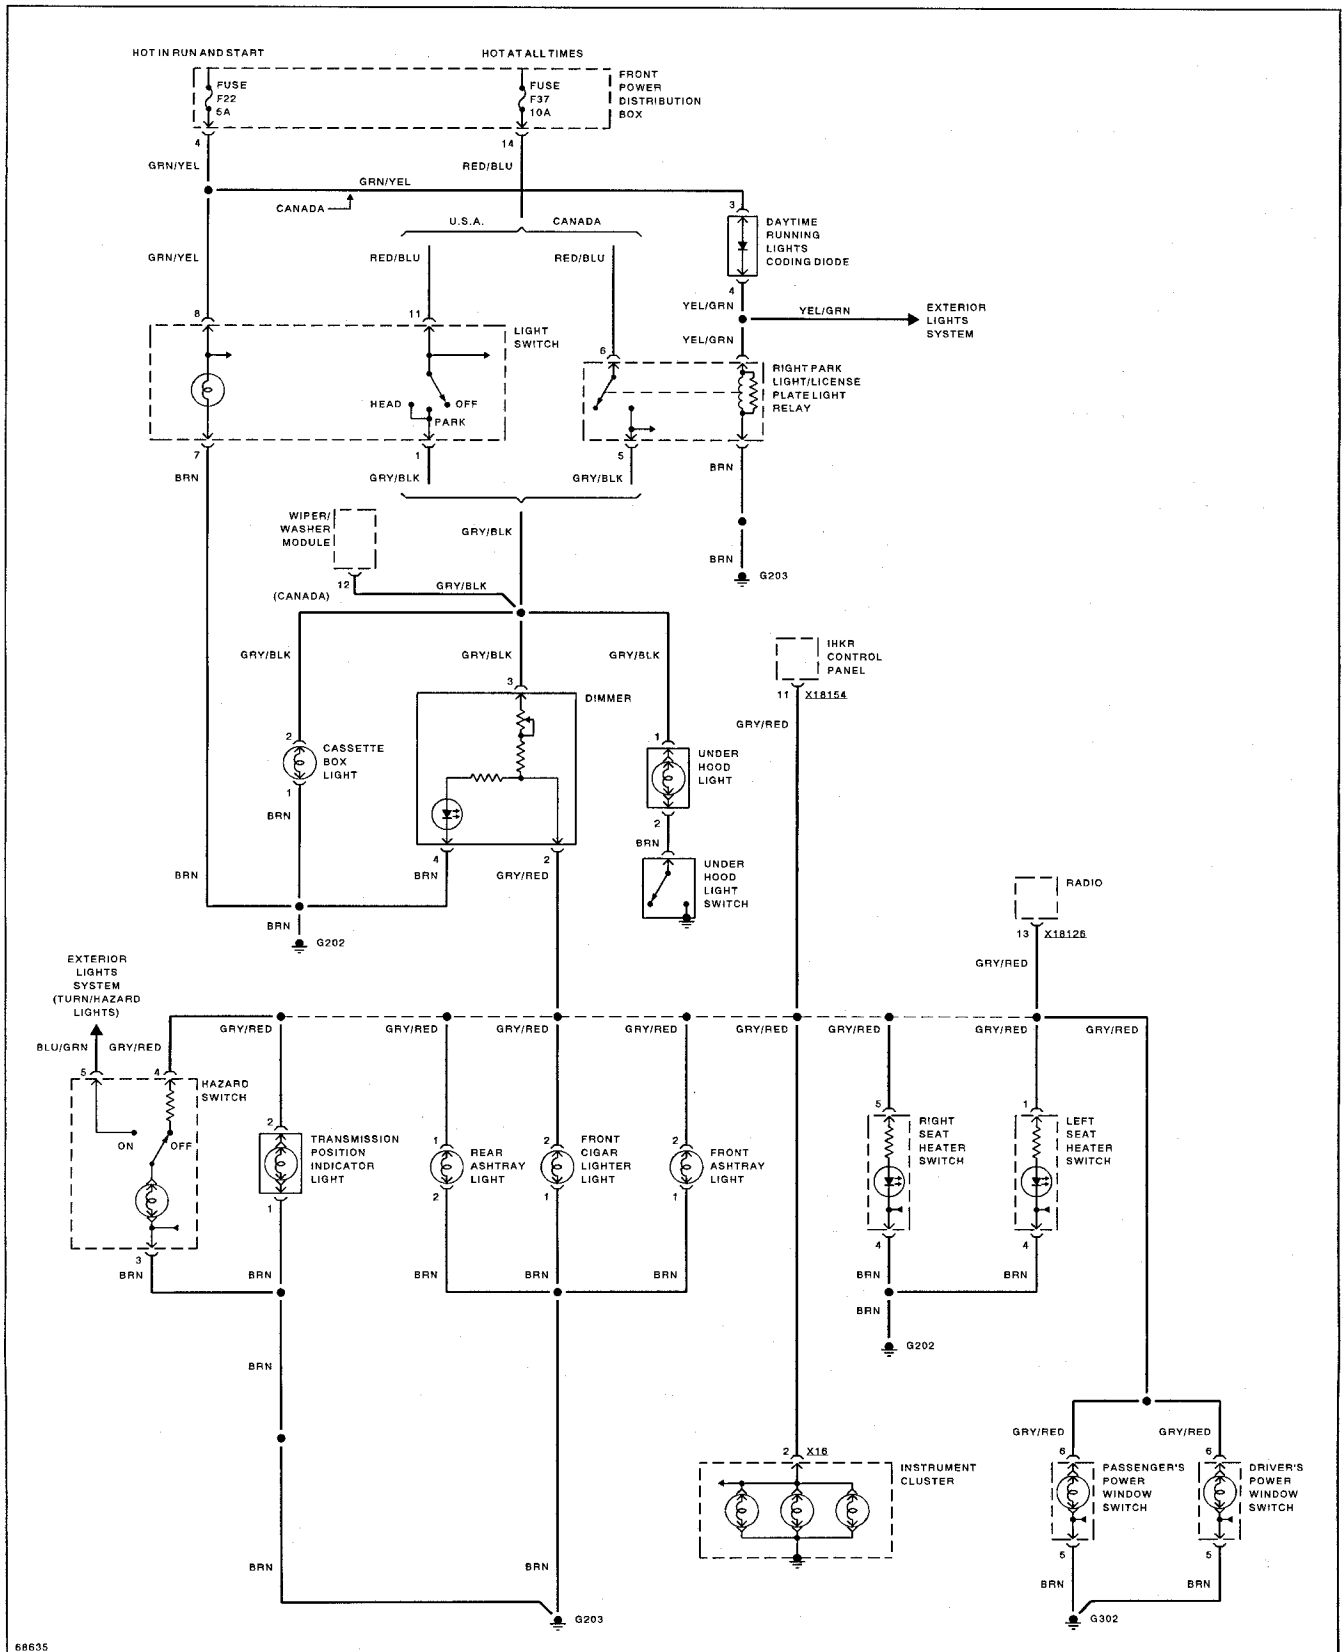 HOT IN RUN AND START
HOT AT ALL TIMES
FUSE
F22
5A
FUSE
F37
10A
FRONT
POWER
DISTRIBUTION
BOX
4
14
GRN/YEL
RED/BLU
GRN/YEL
CANADA
3
U.S.A.
CANADA
DAYTIME
RUNNING
LIGHTS
CODING DIODE
GRN/YEL
RED/BLU
RED/BLU
4
YEL/GRN
YEL/GRN
EXTERIOR
LIGHTS
SYSTEM
8
11
LIGHT
SWITCH
YEL/GRN
6
RIGHT PARK
LIGHT/LICENSE
PLATE LIGHT
RELAY
HEAD
OFF
PARK
7
1
5
BRN
GRY/BLK
GRY/BLK
BRN
WIPER/
WASHER
MODULE
GRY/BLK
BRN
G203
12
GRY/BLK
(CANADA)
GRY/BLK
GRY/BLK
GRY/BLK
IHKR
CONTROL
PANEL
3
DIMMER
11
X18154
GRY/RED
2
CASSETTE
BOX
LIGHT
1
UNDER
HOOD
LIGHT
1
BRN
2
BRN
4
2
BRN
BRN
GRY/RED
UNDER
HOOD
LIGHT
SWITCH
RADIO
BRN
G202
13
X18126
GRY/RED
EXTERIOR
LIGHTS
SYSTEM
(TURN/HAZARD
LIGHTS)
GRY/RED
GRY/RED
GRY/RED
GRY/RED
GRY/RED
GRY/RED
GRY/RED
GRY/RED
BLU/GRN
GRY/RED
5
4
HAZARD
SWITCH
ON
OFF
2
TRANSMISSION
POSITION
INDICATOR
LIGHT
1
1
REAR
ASHTRAY
LIGHT
2
2
FRONT
CIGAR
LIGHTER
LIGHT
1
2
FRONT
ASHTRAY
LIGHT
1
5
RIGHT
SEAT
HEATER
SWITCH
4
1
LEFT
SEAT
HEATER
SWITCH
4
3
BRN
BRN
BRN
BRN
BRN
BRN
BRN
BRN
G202
BRN
GRY/RED
GRY/RED
2
X16
INSTRUMENT
CLUSTER
6
PASSENGER'S
POWER
WINDOW
SWITCH
5
6
DRIVER'S
POWER
WINDOW
SWITCH
5
BRN
BRN
BRN
BRN
G203
G302
68635